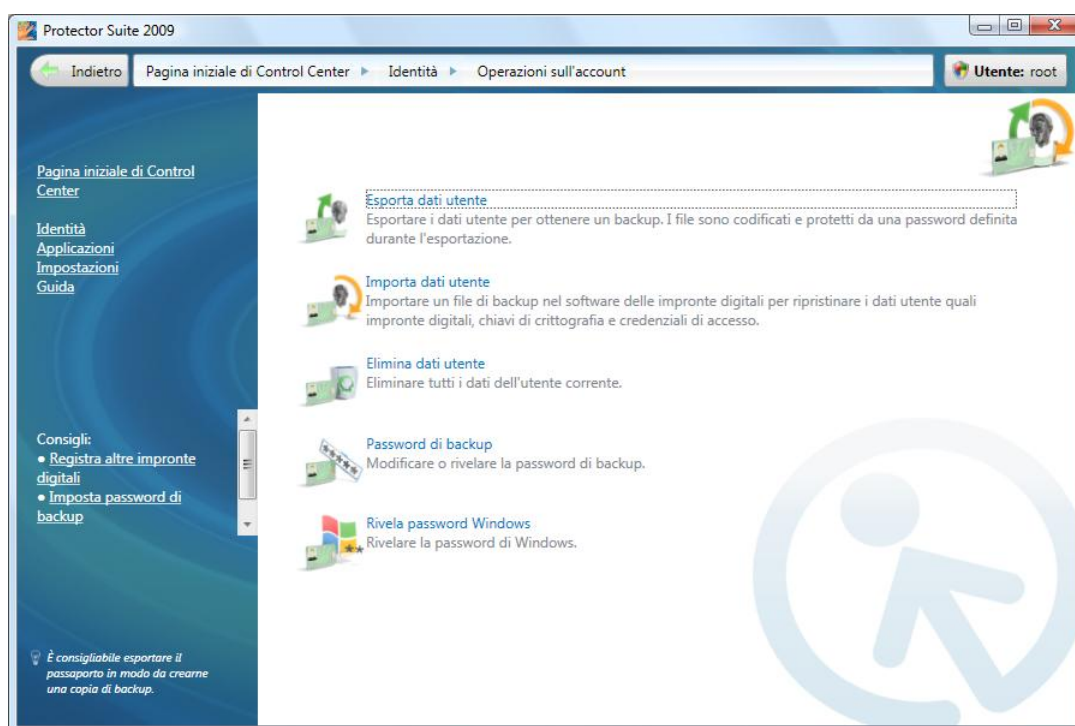 Protector Suite 2009
Indietro
Pagina iniziale di Control Center ▸ Identità ▸ Operazioni sull'account
Utente: root
Pagina iniziale di Control
Center
Identità
Applicazioni
Impostazioni
Guida
Consigli:
• Registra altre impronte
digitali
• Imposta password di
backup
È consigliabile esportare il
passaporto in modo da crearne
una copia di backup.
Esporta dati utente
Esportare i dati utente per ottenere un backup. I file sono codificati e protetti da una password definita
durante l'esportazione.
Importa dati utente
Importare un file di backup nel software delle impronte digitali per ripristinare i dati utente quali
impronte digitali, chiavi di crittografia e credenziali di accesso.
Elimina dati utente
Eliminare tutti i dati dell'utente corrente.
Password di backup
Modificare o rivelare la password di backup.
Rivela password Windows
Rivelare la password di Windows.